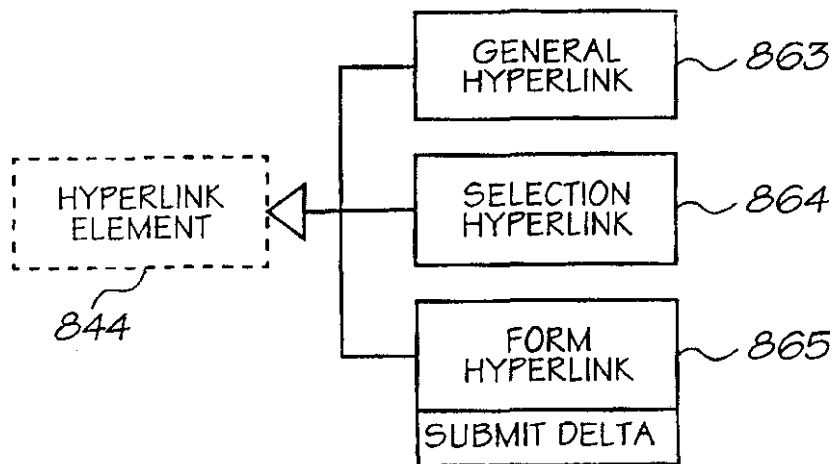 GENERAL
HYPERLINK
863
HYPERLINK
ELEMENT
844
SELECTION
HYPERLINK
864
FORM
HYPERLINK
865
SUBMIT DELTA